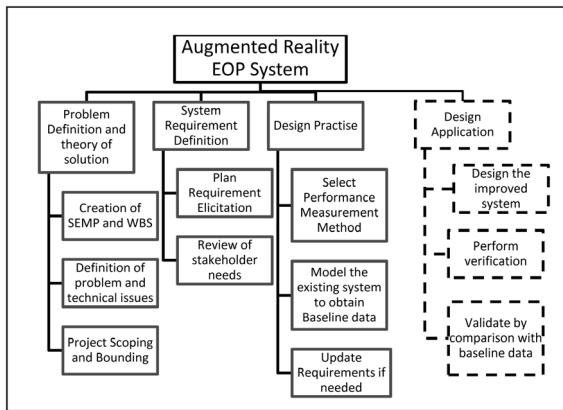 Augmented Reality
EOP System
Problem
Definition and
theory of
solution
Creation of
SEMP and WBS
Definition of
problem and
technical issues
Project Scoping
and Bounding
System
Requirement
Definition
Plan
Requirement
Elicitation
Review of
stakeholder
needs
Design Practise
Select
Performance
Measurement
Method
Model the
existing system
to obtain
Baseline data
Update
Requirements if
needed
Design
Application
Design the
improved
system
Perform
verification
Validate by
comparison with
baseline data